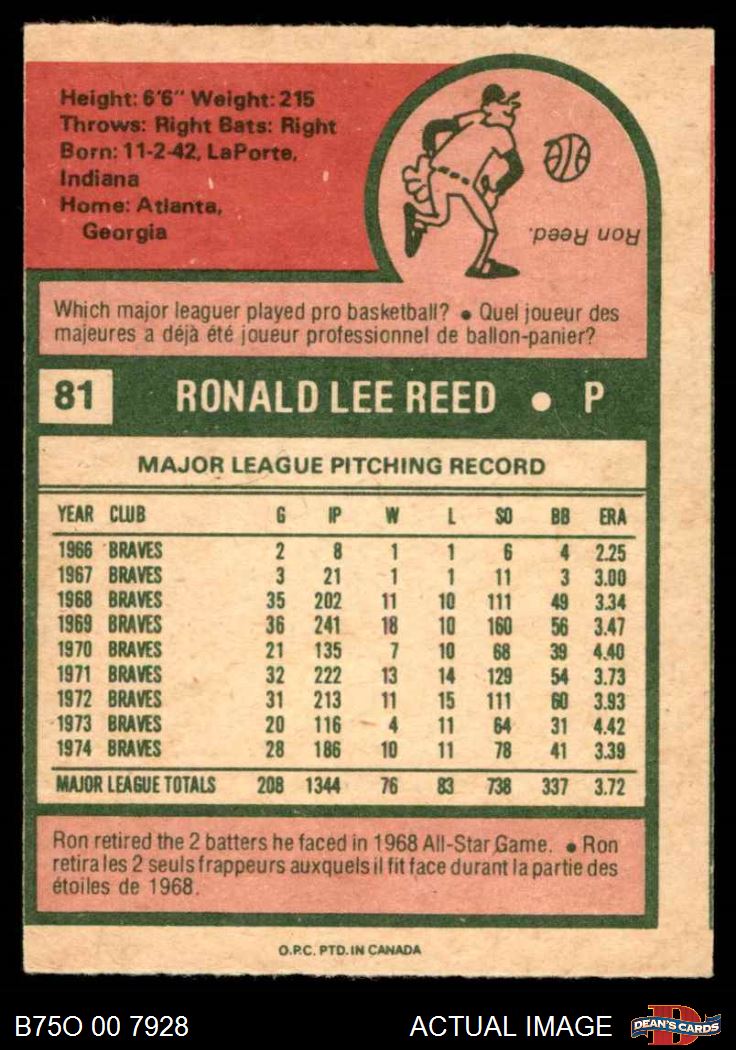 Height: 6'6" Weight: 215
Throws: Right Bats: Right
Born: 11-2-42, LaPorte,
Indiana
Home: Atlanta,
Georgia
Ron Reed.
Which major leaguer played pro basketball? ● Quel joueur des
majeures a déjà été joueur professionnel de ballon-panier?
81 RONALD LEE REED ● P
MAJOR LEAGUE PITCHING RECORD
YEAR CLUB G IP W L SO BB ERA
1966 BRAVES 2 8 1 1 6 4 2.25
1967 BRAVES 3 21 1 1 11 3 3.00
1968 BRAVES 35 202 11 10 111 49 3.34
1969 BRAVES 36 241 18 10 160 56 3.47
1970 BRAVES 21 135 7 10 68 39 4.40
1971 BRAVES 32 222 13 14 129 54 3.73
1972 BRAVES 31 213 11 15 111 60 3.93
1973 BRAVES 20 116 4 11 64 31 4.42
1974 BRAVES 28 186 10 11 78 41 3.39
MAJOR LEAGUE TOTALS 208 1344 76 83 738 337 3.72
Ron retired the 2 batters he faced in 1968 All-Star Game. ● Ron
retira les 2 seuls frappeurs auxquels il fit face durant la partie des
étoiles de 1968.
O.P.C. PTD. IN CANADA
B75O 00 7928 ACTUAL IMAGE D DEAN'S CARDS